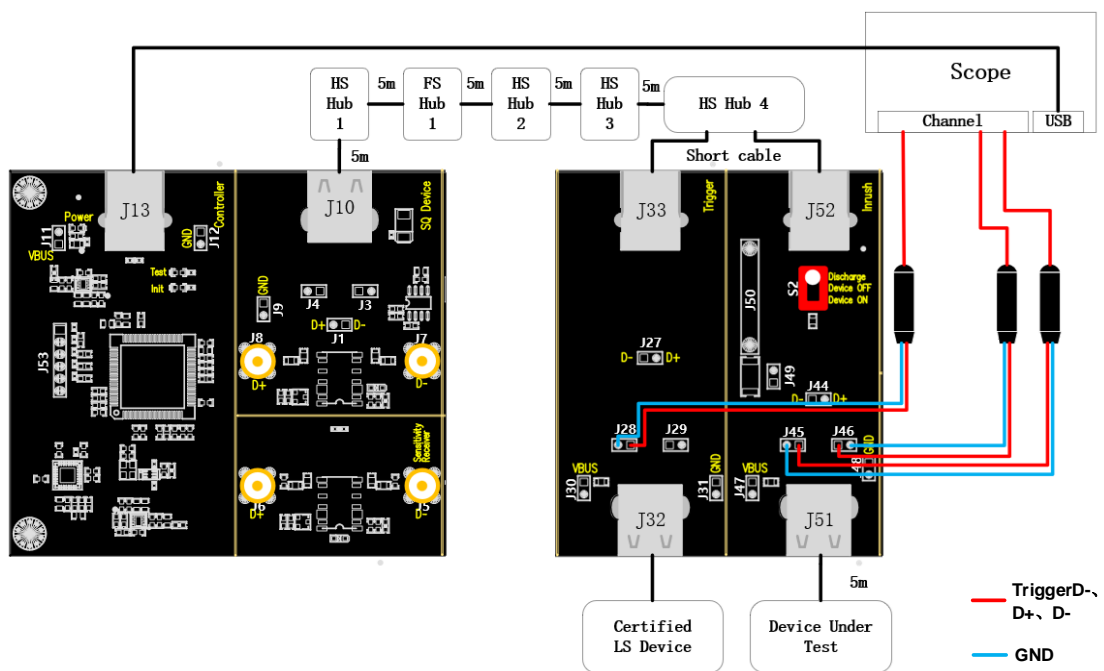 Scope
Channel
USB
HS
Hub
1
5m
FS
Hub
1
5m
HS
Hub
2
5m
HS
Hub
3
5m
HS Hub 4
5m
Short cable
J13
Power
J11
VBUS
GND
J12
Controller
Test
Init
J53
J10
SQ Device
GND
J9
J4
J3
D+
D-
J1
J8
D+
J7
D-
Sensitivity
Receiver
J6
D+
J5
D-
J33
Trigger
J52
Inrush
J50
S2
Discharge
Device OFF
Device ON
J27
D-
D+
J49
J44
D-
D+
J28
J29
J45
J46
GND
48
VBUS
J30
J31
GND
J47
VBUS
J32
J51
5m
Certified
LS Device
Device Under
Test
TriggerD-、
D+、D-
GND